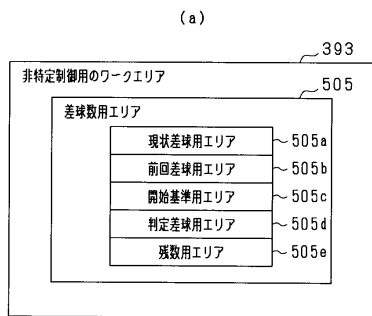 (a)
393
非特定制御用のワークエリア
505
差球数用エリア
現状差球用エリア 505a
前回差球用エリア 505b
開始基準用エリア 505c
判定差球用エリア 505d
残数用エリア 505e